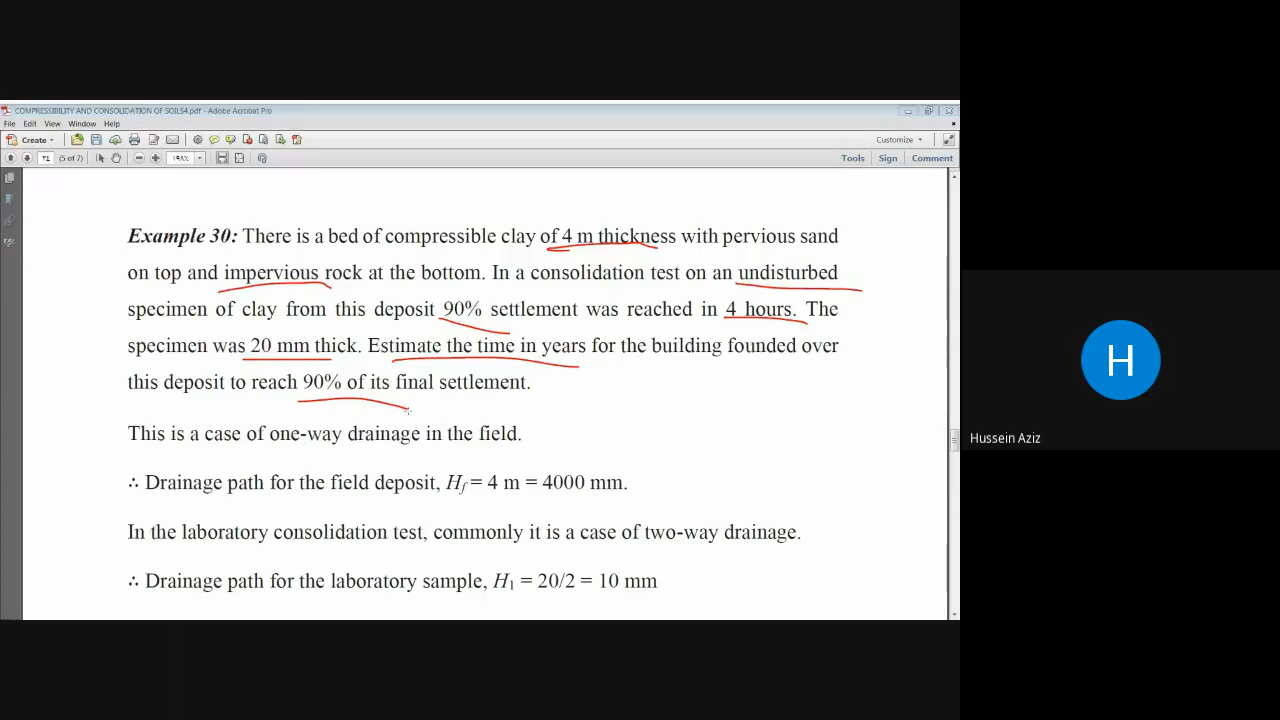 COMPRESSIBILITY AND CONSOLIDATION OF SOILS4.pdf - Adobe Acrobat Pro
File Edit View Window Help
Create Customize
٣٤ (5 of 7) ١٩٨% Tools Sign Comment
Example 30: There is a bed of compressible clay of 4 m thickness with pervious sand
on top and impervious rock at the bottom. In a consolidation test on an undisturbed
specimen of clay from this deposit 90% settlement was reached in 4 hours. The
specimen was 20 mm thick. Estimate the time in years for the building founded over
this deposit to reach 90% of its final settlement.
This is a case of one-way drainage in the field.
∴ Drainage path for the field deposit, Hf = 4 m = 4000 mm.
In the laboratory consolidation test, commonly it is a case of two-way drainage.
∴ Drainage path for the laboratory sample, H1 = 20/2 = 10 mm
H
Hussein Aziz